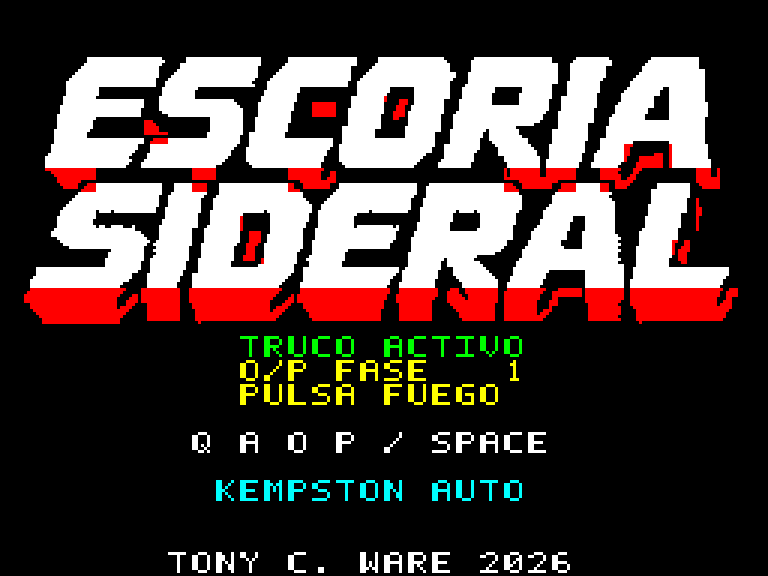 ESCORIA
SIDERAL
TRUCO ACTIVO
O/P FASE 1
PULSA FUEGO
Q A O P / SPACE
KEMPSTON AUTO
TONY C. WARE 2026